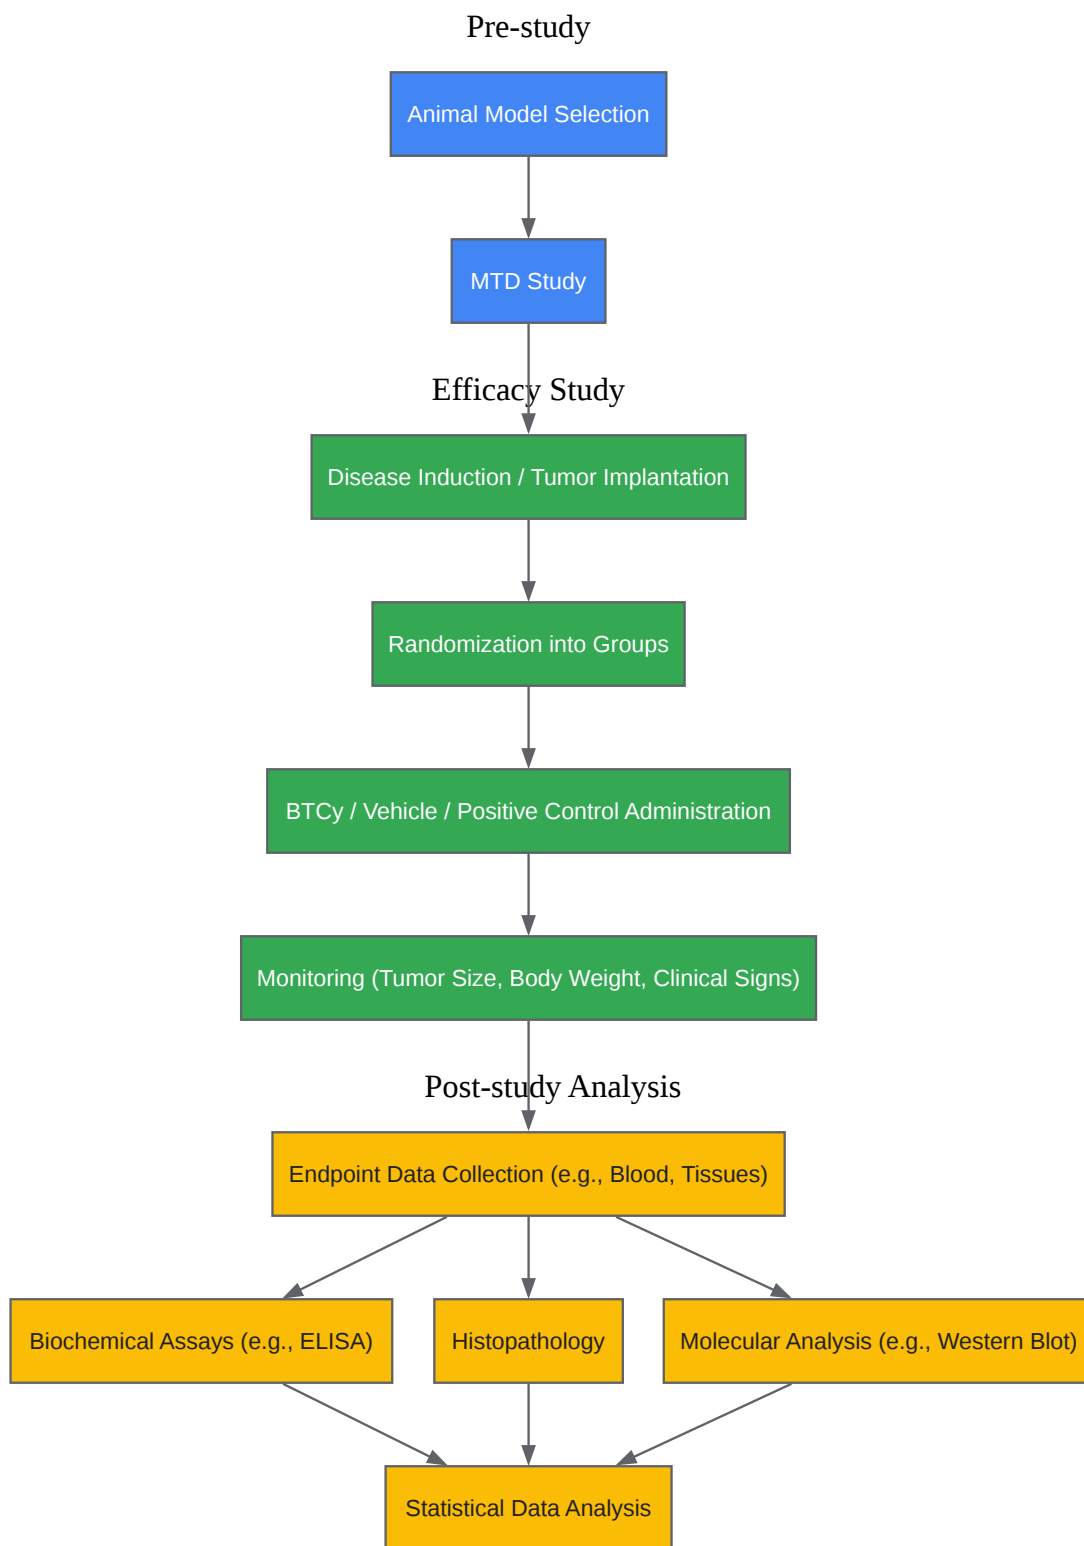 Pre-study
Animal Model Selection
MTD Study
Efficacy Study
Disease Induction / Tumor Implantation
Randomization into Groups
BTCy / Vehicle / Positive Control Administration
Monitoring (Tumor Size, Body Weight, Clinical Signs)
Post-study Analysis
Endpoint Data Collection (e.g., Blood, Tissues)
Biochemical Assays (e.g., ELISA)
Histopathology
Molecular Analysis (e.g., Western Blot)
Statistical Data Analysis